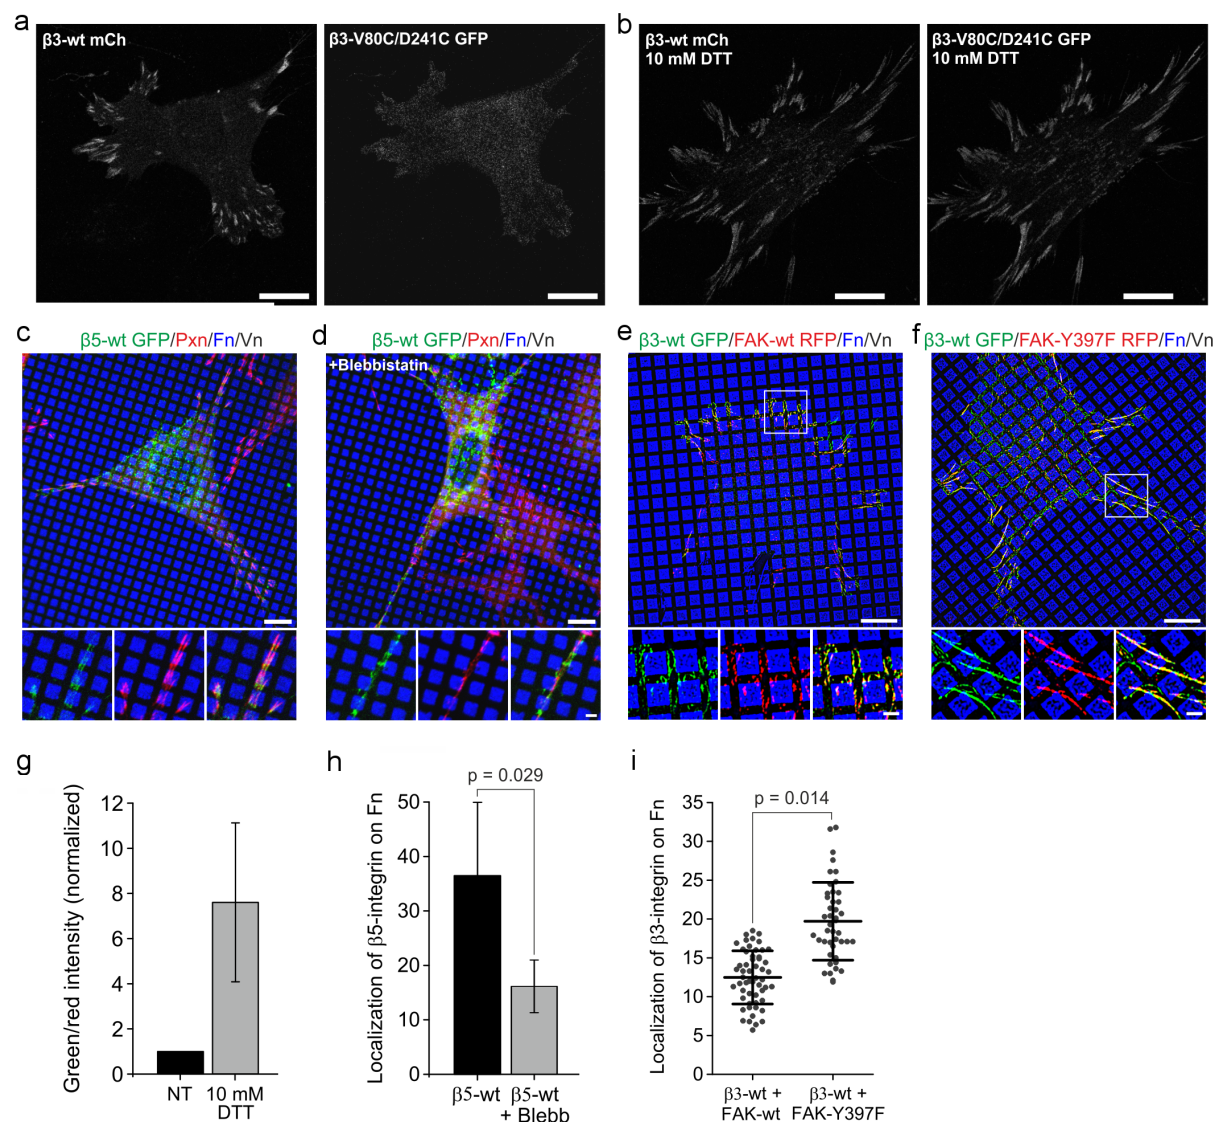 a
β3-wt mCh
β3-V80C/D241C GFP
b
β3-wt mCh
10 mM DTT
β3-V80C/D241C GFP
10 mM DTT
c
β5-wt GFP/Pxn/Fn/Vn
d
β5-wt GFP/Pxn/Fn/Vn
+Blebbistatin
e
β3-wt GFP/FAK-wt RFP/Fn/Vn
f
β3-wt GFP/FAK-Y397F RFP/Fn/Vn
g
Green/red intensity (normalized)
12
10
8
6
4
2
0
NT
10 mM
DTT
h
p = 0.029
Localization of β5-integrin on Fn
50
40
30
20
10
0
β5-wt
β5-wt
+ Blebb
i
p = 0.014
Localization of β3-integrin on Fn
35
30
25
20
15
10
5
0
β3-wt +
FAK-wt
β3-wt +
FAK-Y397F